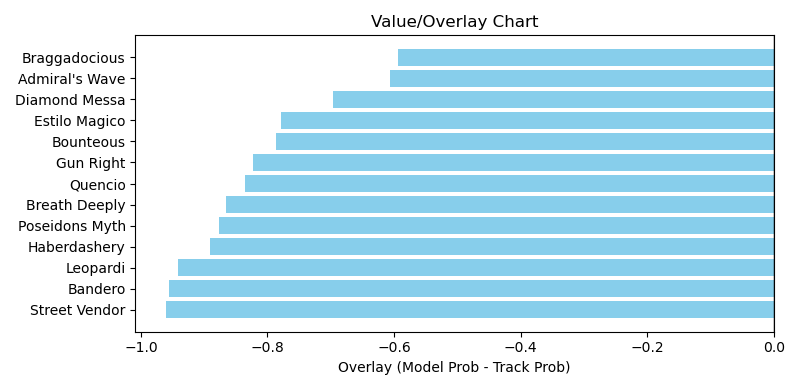 Value/Overlay Chart
Braggadocious
Admiral's Wave
Diamond Messa
Estilo Magico
Bounteous
Gun Right
Quencio
Breath Deeply
Poseidons Myth
Haberdashery
Leopardi
Bandero
Street Vendor
−1.0 −0.8 −0.6 −0.4 −0.2 0.0
Overlay (Model Prob - Track Prob)